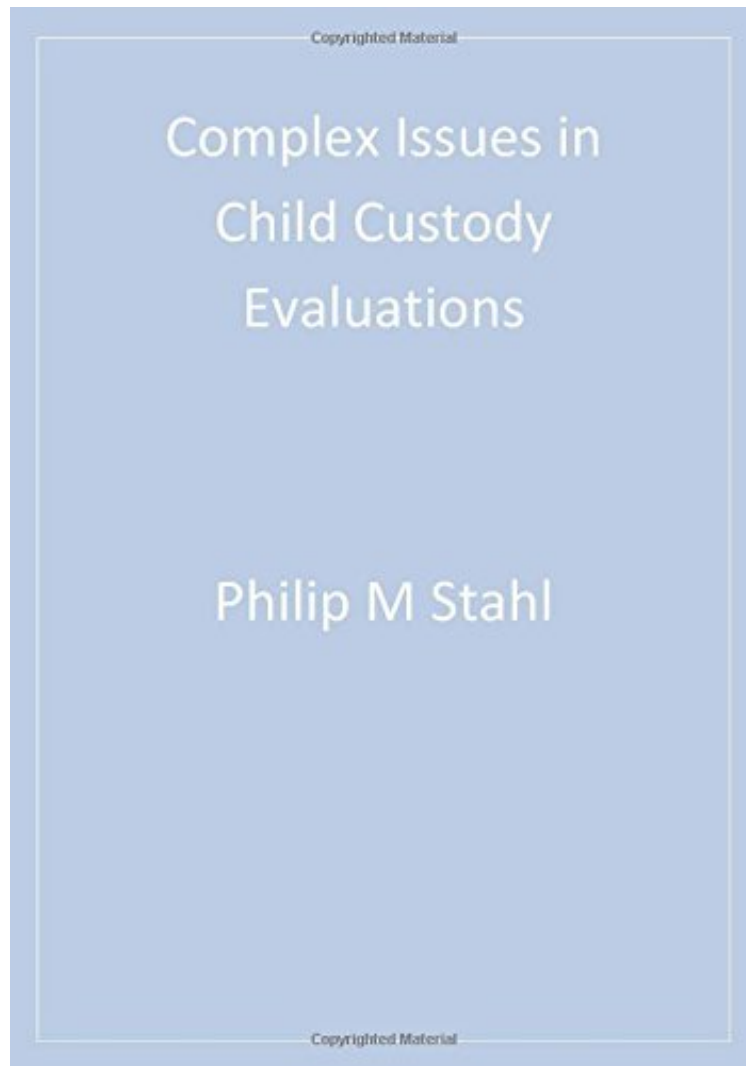 Copyrighted Material
Complex Issues in
Child Custody
Evaluations
Philip M Stahl
Copyrighted Material